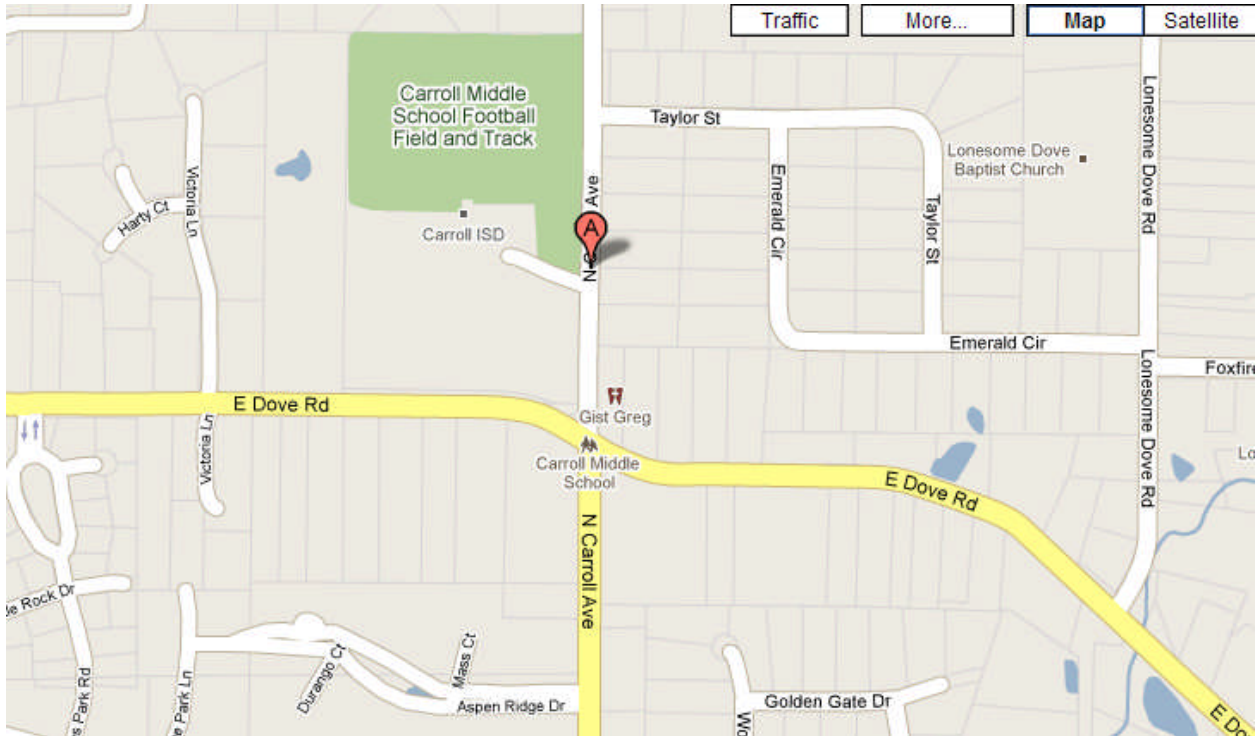 Traffic
More...
Map
Satellite
Carroll Middle
School Football
Field and Track
Taylor St
Lonesome Dove
Baptist Church
Lonesome Dove Rd
Victoria Ln
Harty Ct
Carroll ISD
Ave
A
N
Emerald Cir
Taylor St
Emerald Cir
Foxfire
E Dove Rd
Gist Greg
Victoria Ln
Carroll Middle
School
E Dove Rd
Lonesome Dove Rd
Lo
N Carroll Ave
Rock Dr
Mass Ct
Durango Ct
Park Rd
Park Ln
Aspen Ridge Dr
Golden Gate Dr
Wo
E Do